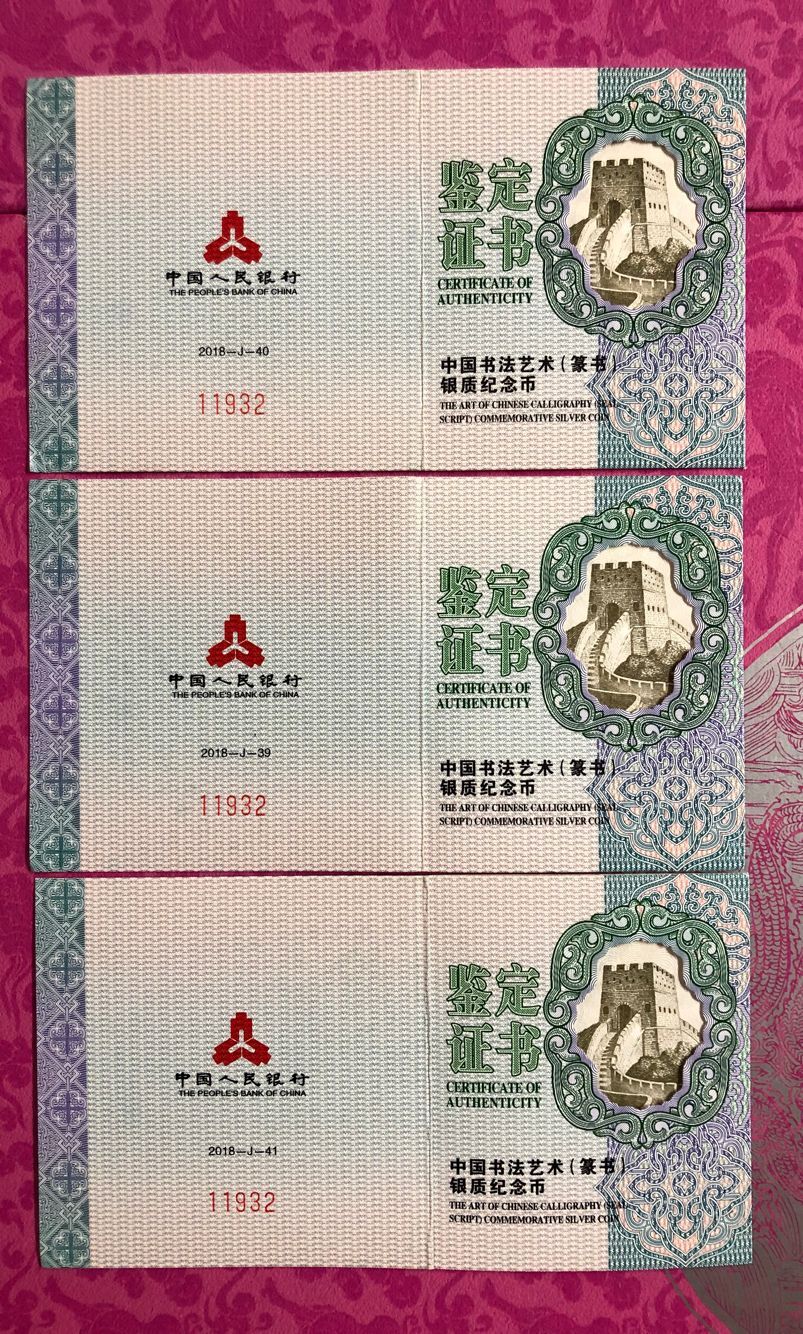 中国人民银行
THE PEOPLE'S BANK OF CHINA
2018—J—40
11932
鉴定
证书
CERTIFICATE OF
AUTHENTICITY
中国书法艺术（篆书）
银质纪念币
THE ART OF CHINESE CALLIGRAPHY (SEAL
SCRIPT) COMMEMORATIVE SILVER COIN
中国人民银行
THE PEOPLE'S BANK OF CHINA
2018—J—39
11932
鉴定
证书
CERTIFICATE OF
AUTHENTICITY
中国书法艺术（篆书）
银质纪念币
THE ART OF CHINESE CALLIGRAPHY (SEAL
SCRIPT) COMMEMORATIVE SILVER COIN
中国人民银行
THE PEOPLE'S BANK OF CHINA
2018—J—41
11932
鉴定
证书
CERTIFICATE OF
AUTHENTICITY
中国书法艺术（篆书）
银质纪念币
THE ART OF CHINESE CALLIGRAPHY (SEAL
SCRIPT) COMMEMORATIVE SILVER COIN